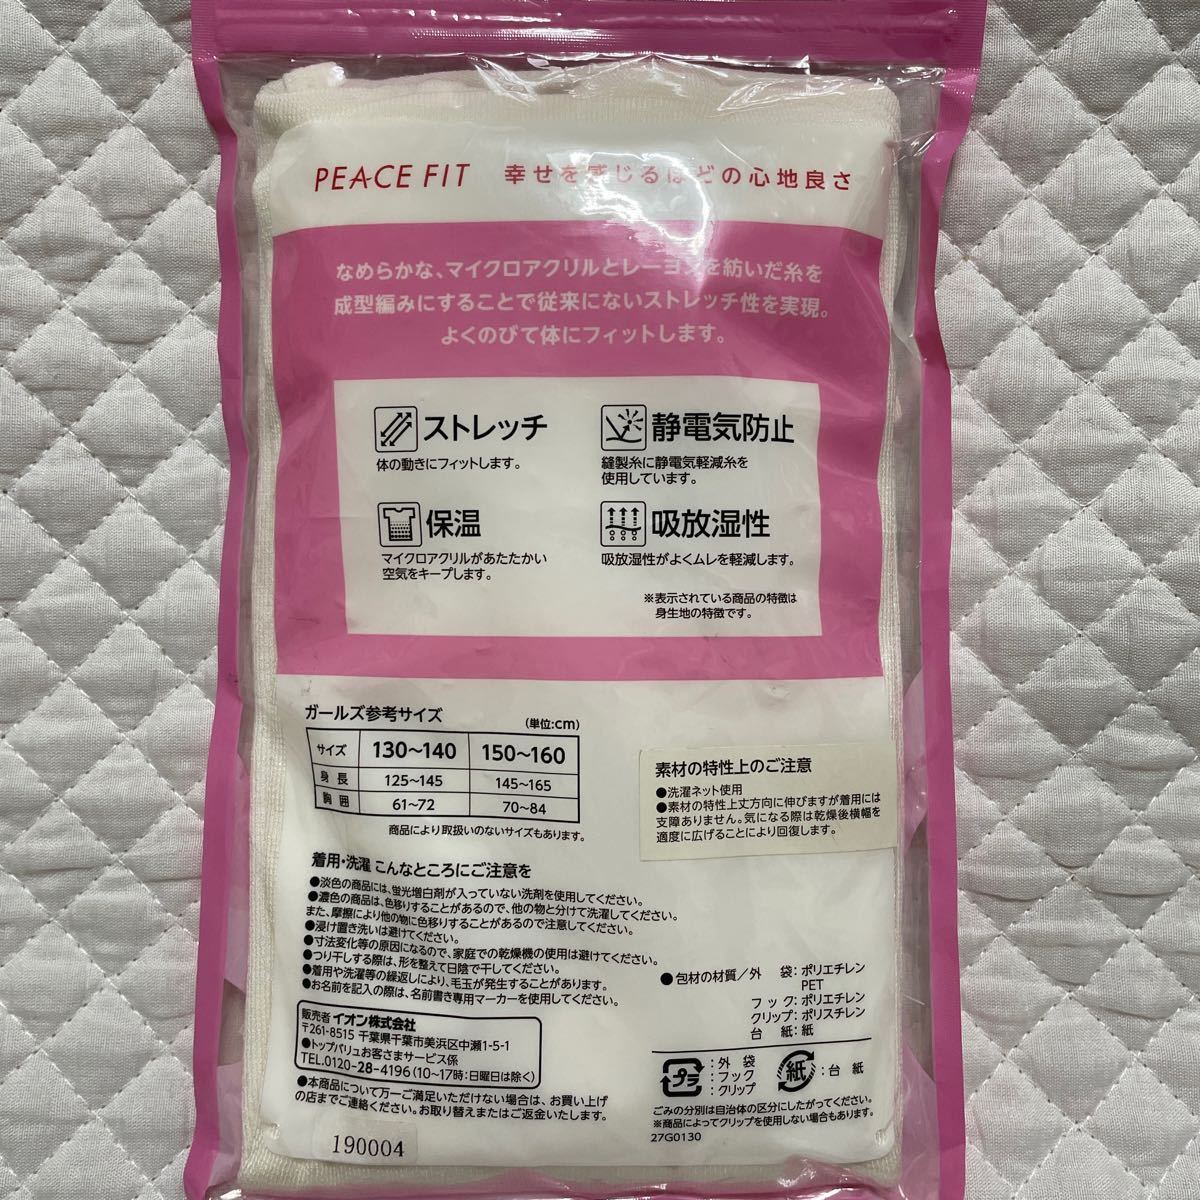 PEACE FIT 幸せを感じるほどの心地良さ
なめらかな、マイクロアクリルとレーヨンを紡いだ糸を
成型編みにすることで従来にないストレッチ性を実現。
よくのびて体にフィットします。
ストレッチ
体の動きにフィットします。
静電気防止
縫製糸に静電気軽減糸を
使用しています。
保温
マイクロアクリルがあたたかい
空気をキープします。
吸放湿性
吸放湿性がよくムレを軽減します。
※表示されている商品の特徴は
身生地の特徴です。
ガールズ参考サイズ (単位:cm)
サイズ 130〜140 150〜160
身長 125〜145 145〜165
胸囲 61〜72 70〜84
商品により取扱いのないサイズもあります。
素材の特性上のご注意
●洗濯ネット使用
●素材の特性上丈方向に伸びますが着用には
支障ありません。気になる際は乾燥後横幅を
適度に広げることにより回復します。
着用・洗濯 こんなところにご注意を
●淡色の商品には、蛍光増白剤が入っていない洗剤を使用してください。
●濃色の商品は、色移りすることがあるので、他の物と分けて洗濯してください。
また、摩擦により他の物に色移りすることがあるので注意してください。
●浸け置き洗いは避けてください。
●寸法変化等の原因になるので、家庭での乾燥機の使用は避けてください。
●つり干しする際は、形を整えて日陰で干してください。
●着用や洗濯等の繰返しにより、毛玉が発生することがあります。
●お名前を記入の際は、名前書き専用マーカーを使用してください。
販売者 イオン株式会社
〒261-8515 千葉県千葉市美浜区中瀬1-5-1
●トップバリュお客さまサービス係
TEL.0120-28-4196(10〜17時:日曜日は除く)
●本商品について万一ご満足いただけない場合は、お買い上げ
の店までご連絡ください。お取り替えまたはご返金いたします。
190004
●包材の材質/外 袋:ポリエチレン
PET
フック:ポリエチレン
クリップ:ポリスチレン
台 紙:紙
プラ :外 袋
:フック
:クリップ
紙 :台 紙
ごみの分別は自治体の区分にしたがってください。
※商品によってクリップを使用しない場合もあります。
27G0130